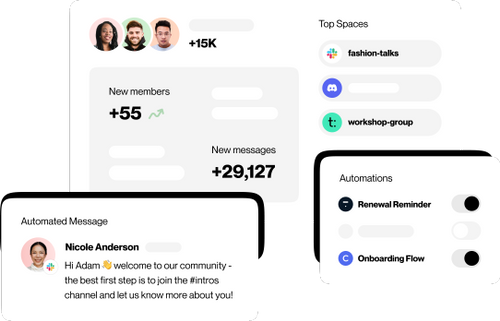 +15K
Top Spaces
fashion-talks
workshop-group
New members
+55
New messages
+29,127
Automations
Renewal Reminder
Onboarding Flow
Automated Message
Nicole Anderson
Hi Adam 👋 welcome to our community -
the best first step is to join the #intros
channel and let us know more about you!